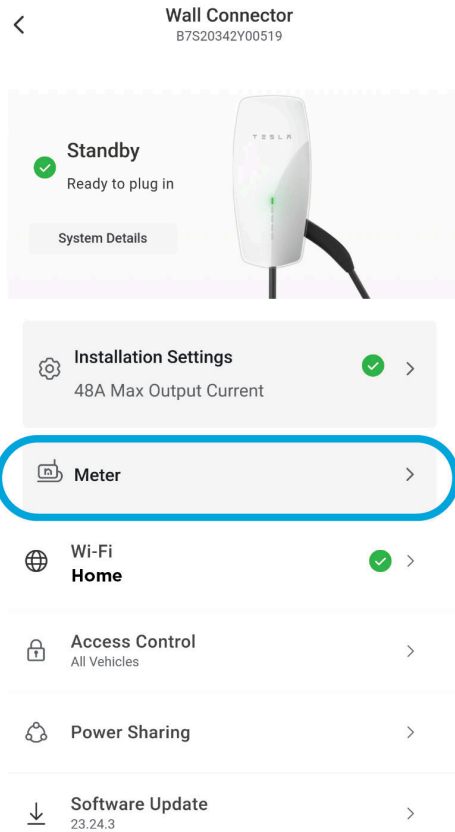 Wall Connector
B7S20342Y00519
TESLA
Standby
Ready to plug in
System Details
Installation Settings
48A Max Output Current
Meter
Wi-Fi
Home
Access Control
All Vehicles
Power Sharing
Software Update
23.24.3